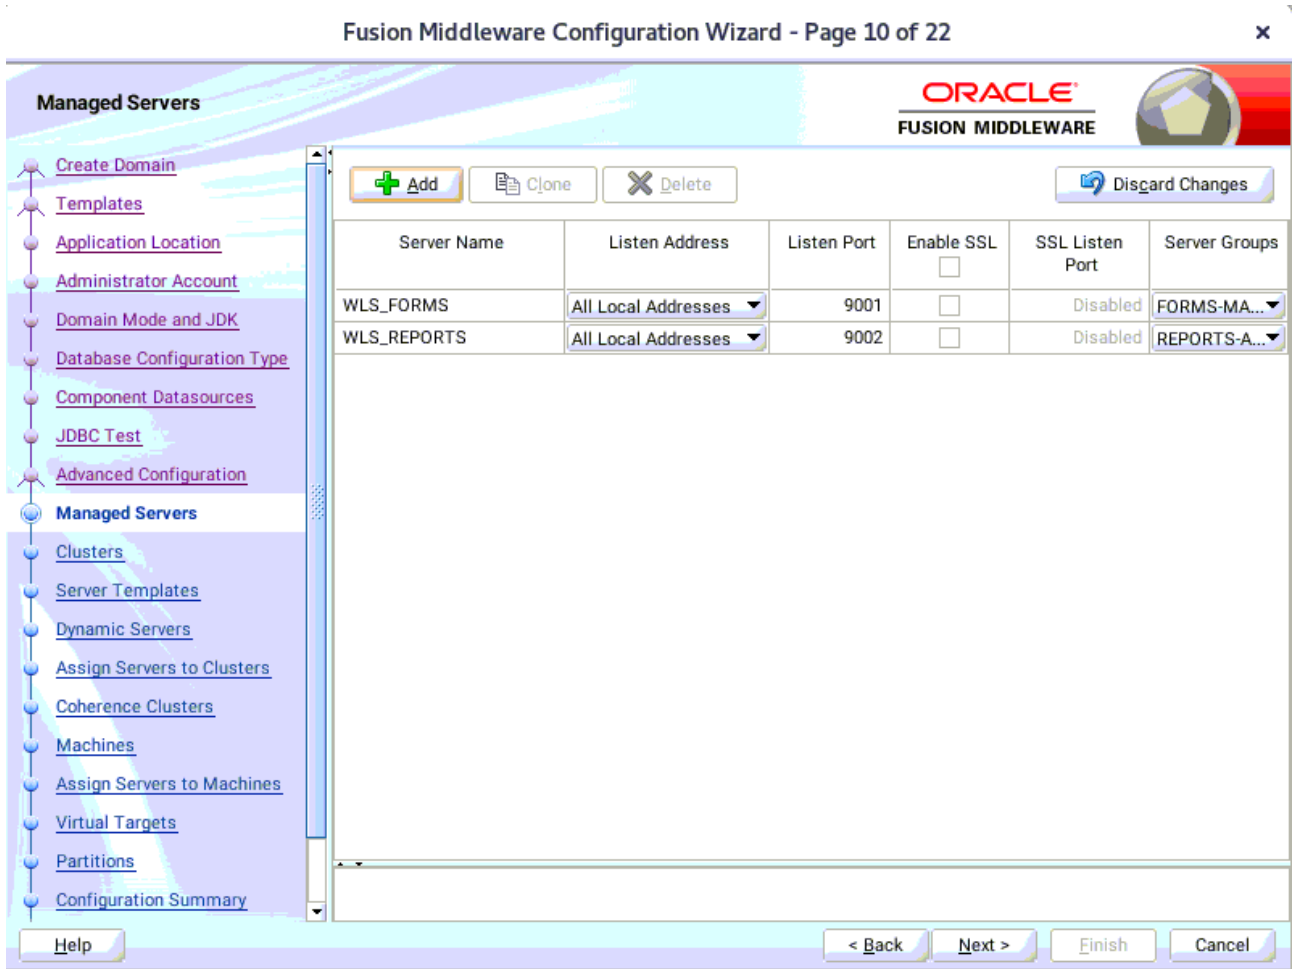 Fusion Middleware Configuration Wizard - Page 10 of 22
Managed Servers
ORACLE
FUSION MIDDLEWARE
Create Domain
Templates
Application Location
Administrator Account
Domain Mode and JDK
Database Configuration Type
Component Datasources
JDBC Test
Advanced Configuration
Managed Servers
Clusters
Server Templates
Dynamic Servers
Assign Servers to Clusters
Coherence Clusters
Machines
Assign Servers to Machines
Virtual Targets
Partitions
Configuration Summary
Add Clone Delete Discard Changes
Server Name Listen Address Listen Port Enable SSL SSL Listen Port Server Groups
WLS_FORMS All Local Addresses 9001 Disabled FORMS-MA...
WLS_REPORTS All Local Addresses 9002 Disabled REPORTS-A...
Help < Back Next > Finish Cancel